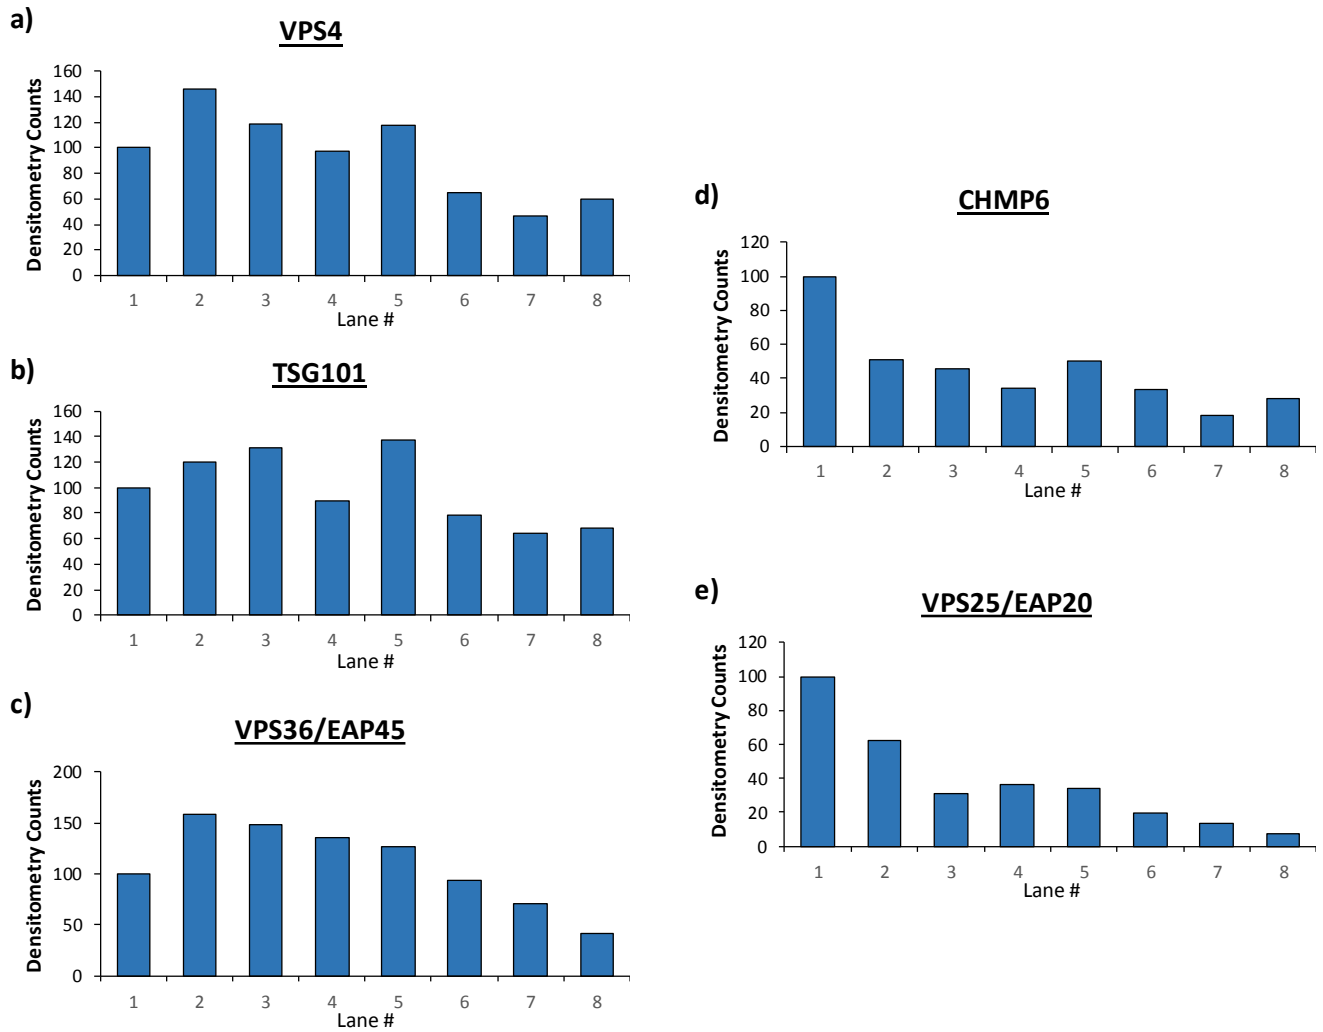 a)
VPS4
Densitometry Counts
160
140
120
100
80
60
40
20
0
1 2 3 4 5 6 7 8
Lane #
b)
TSG101
Densitometry Counts
160
140
120
100
80
60
40
20
0
1 2 3 4 5 6 7 8
Lane #
c)
VPS36/EAP45
Densitometry Counts
200
150
100
50
0
1 2 3 4 5 6 7 8
Lane #
d)
CHMP6
Densitometry Counts
120
100
80
60
40
20
0
1 2 3 4 5 6 7 8
Lane #
e)
VPS25/EAP20
Densitometry Counts
120
100
80
60
40
20
0
1 2 3 4 5 6 7 8
Lane #